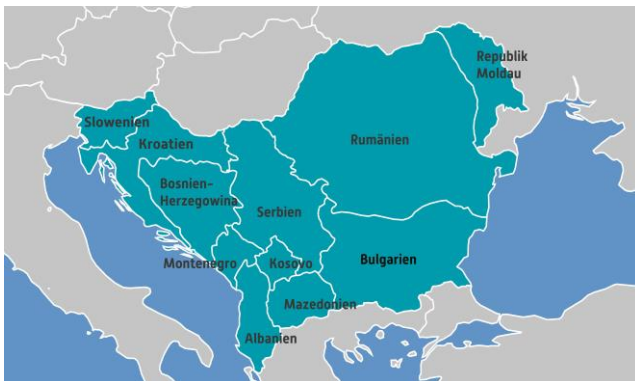 Republik
Moldau
Slowenien
Kroatien
Rumänien
Bosnien-
Herzegowina
Serbien
Montenegro
Kosovo
Bulgarien
Mazedonien
Albanien